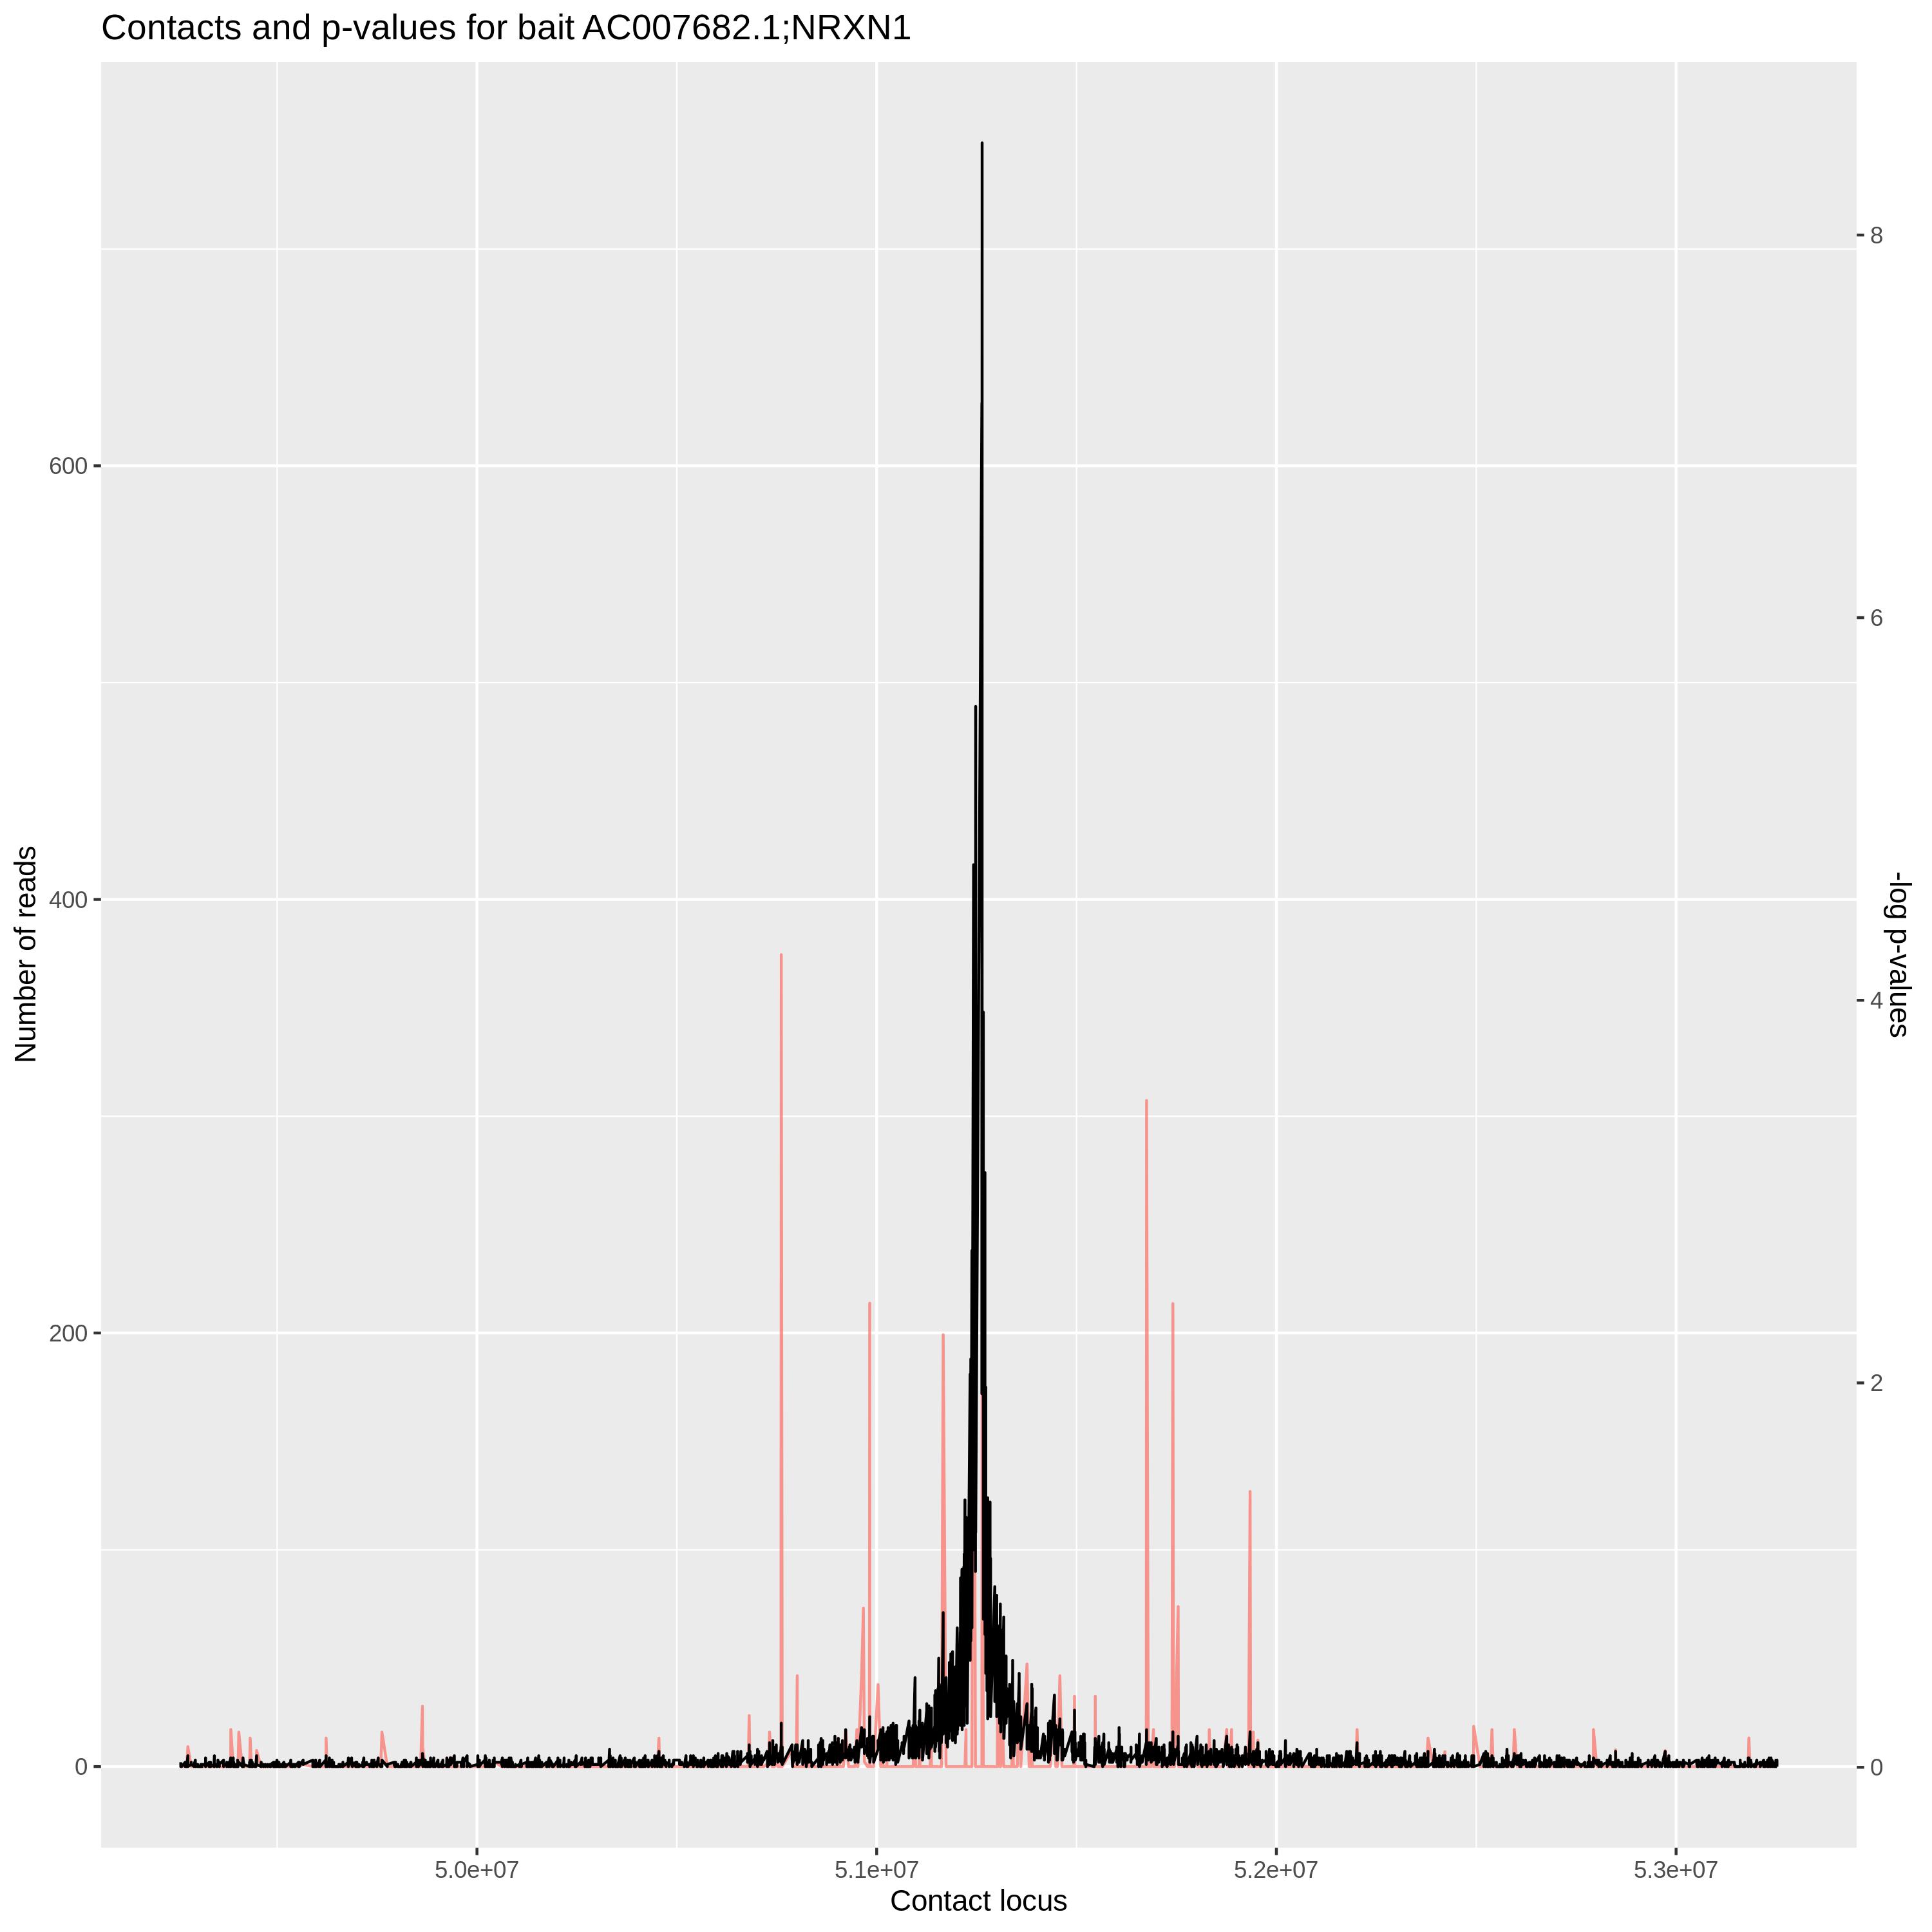 Contacts and p-values for bait AC007682.1;NRXN1
Number of reads
600
400
200
0
8
6
4
2
0
-log p-values
5.0e+07
5.1e+07
5.2e+07
5.3e+07
Contact locus